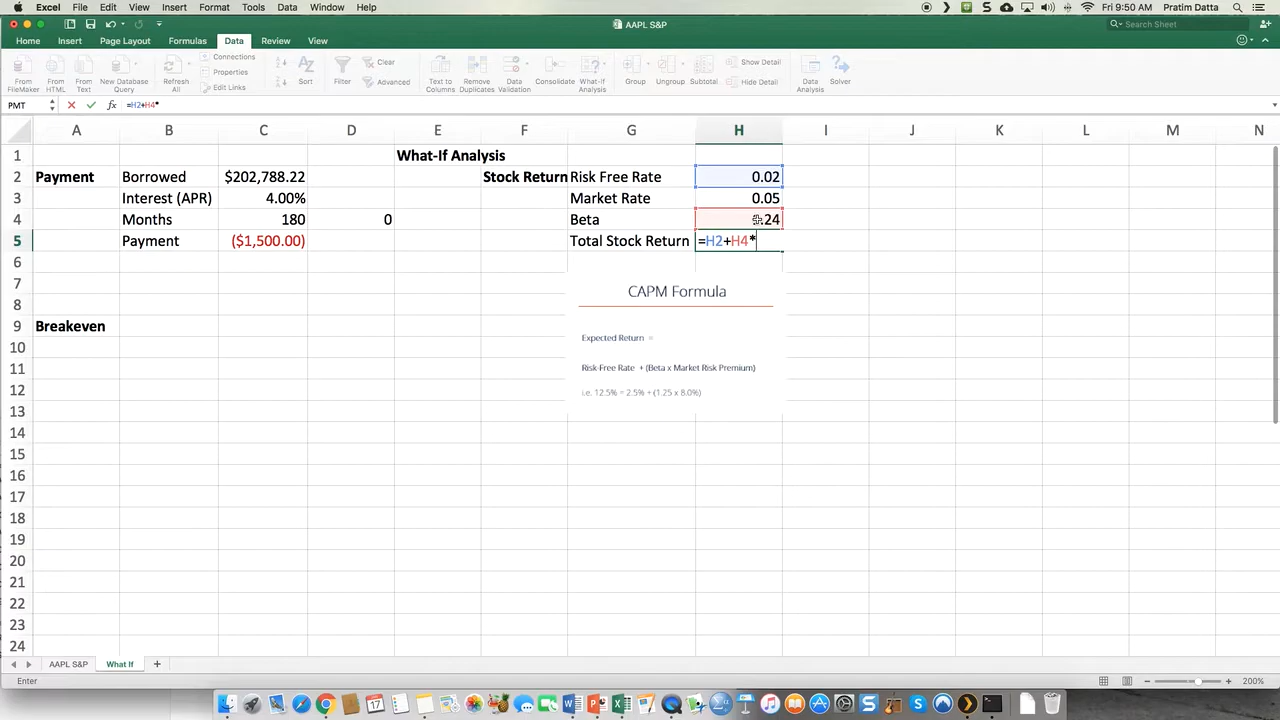 Excel File Edit View Insert Format Tools Data Window Help Fri 9:50 AM Pratim Datta
AAPL S&P Search Sheet
Home Insert Page Layout Formulas Data Review View
From FileMaker From HTML From Text New Database Query Refresh All Connections Properties Edit Links Sort Filter Clear Advanced Text to Columns Remove Duplicates Data Validation Consolidate What-If Analysis Group Ungroup Subtotal Show Detail Hide Detail Data Analysis Solver
PMT fx =H2+H4*
A B C D E F G H I J K L M N
1 What-If Analysis
2 Payment Borrowed $202,788.22 Stock Return Risk Free Rate 0.02
3 Interest (APR) 4.00% Market Rate 0.05
4 Months 180 0 Beta 24
5 Payment ($1,500.00) Total Stock Return =H2+H4*
6
7
CAPM Formula
8
9 Breakeven
Expected Return =
10
11
Risk-Free Rate + (Beta x Market Risk Premium)
12
i.e. 12.5% = 2.5% + (1.25 x 8.0%)
13
14
15
16
17
18
19
20
21
22
23
24
AAPL S&P What If +
Enter 200%